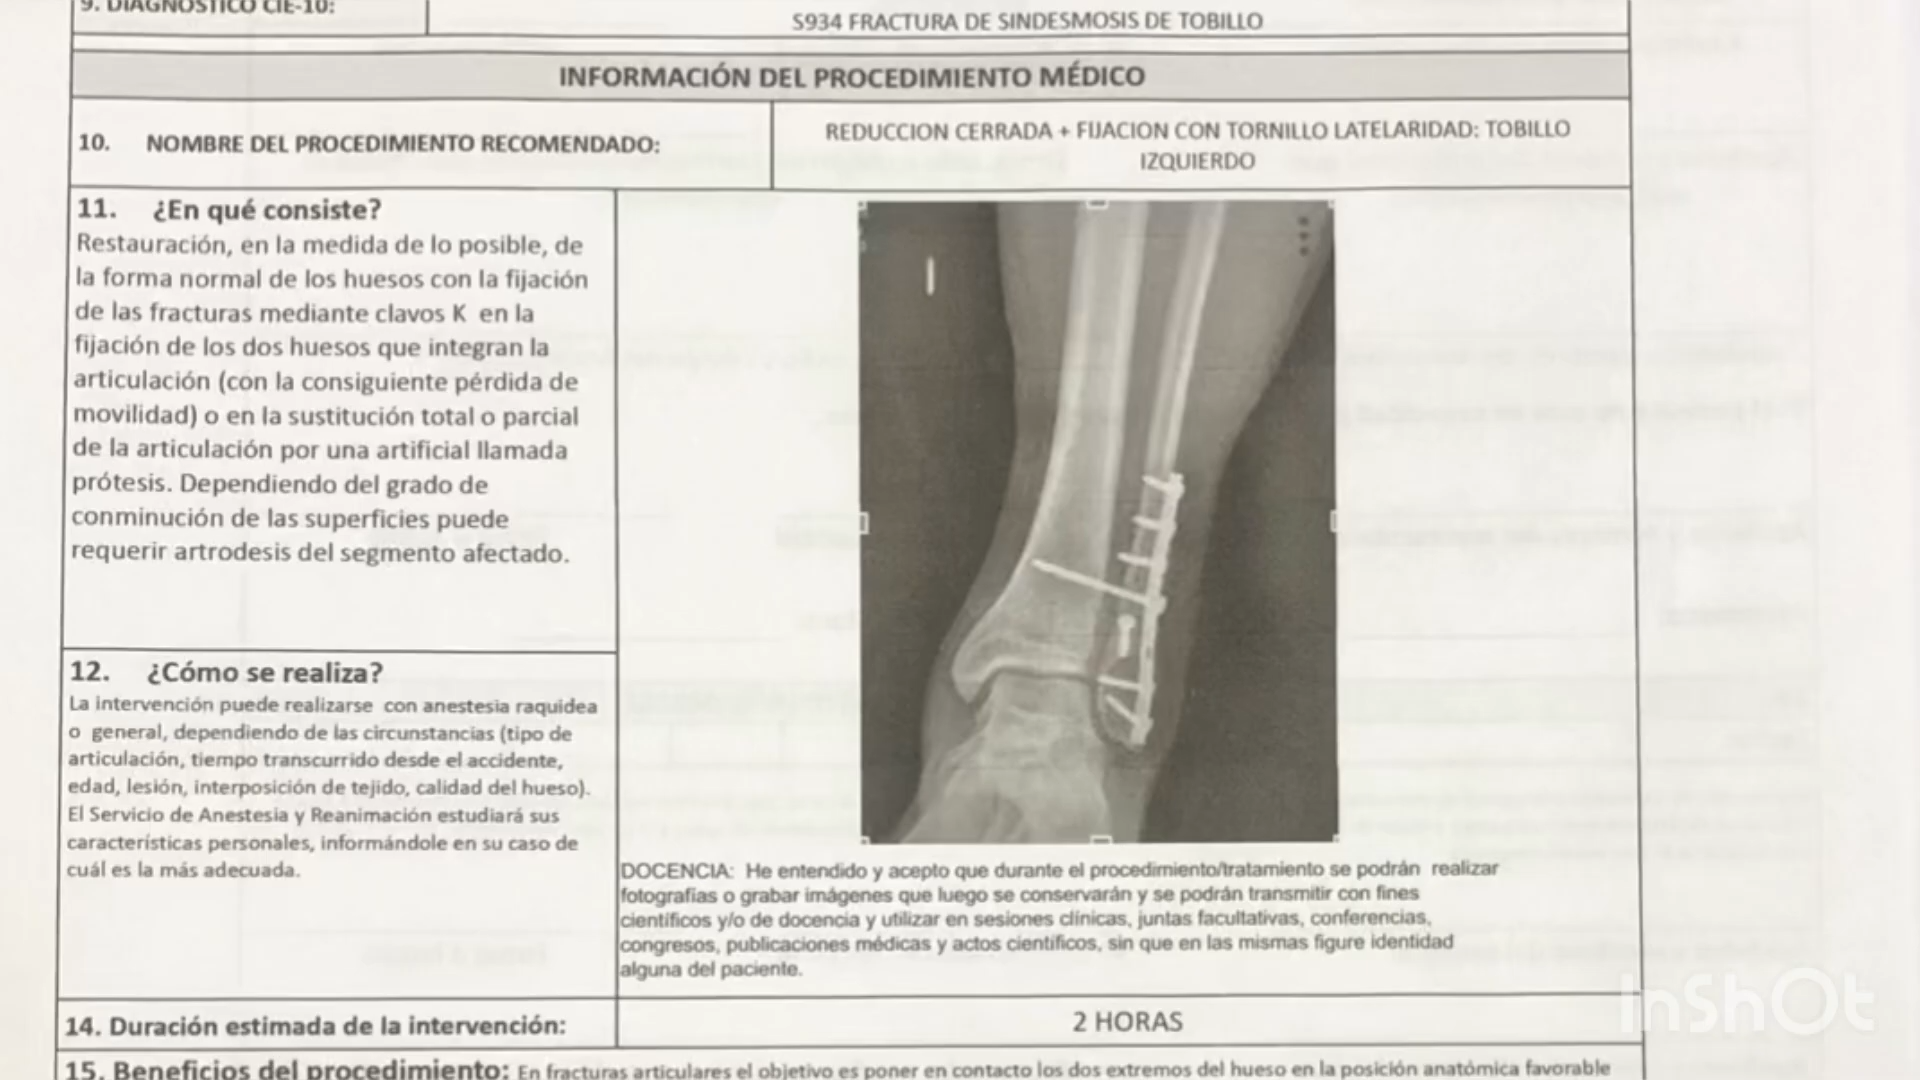 9. DIAGNÓSTICO CIE-10:
S934 FRACTURA DE SINDESMOSIS DE TOBILLO
INFORMACIÓN DEL PROCEDIMIENTO MÉDICO
10. NOMBRE DEL PROCEDIMIENTO RECOMENDADO:
REDUCCION CERRADA + FIJACION CON TORNILLO LATELARIDAD: TOBILLO
IZQUIERDO
11. ¿En qué consiste?
Restauración, en la medida de lo posible, de
la forma normal de los huesos con la fijación
de las fracturas mediante clavos K en la
fijación de los dos huesos que integran la
articulación (con la consiguiente pérdida de
movilidad) o en la sustitución total o parcial
de la articulación por una artificial llamada
prótesis. Dependiendo del grado de
conminución de las superficies puede
requerir artrodesis del segmento afectado.
12. ¿Cómo se realiza?
La intervención puede realizarse con anestesia raquidea
o general, dependiendo de las circunstancias (tipo de
articulación, tiempo transcurrido desde el accidente,
edad, lesión, interposición de tejido, calidad del hueso).
El Servicio de Anestesia y Reanimación estudiará sus
características personales, informándole en su caso de
cuál es la más adecuada.
DOCENCIA: He entendido y acepto que durante el procedimiento/tratamiento se podrán realizar
fotografías o grabar imágenes que luego se conservarán y se podrán transmitir con fines
científicos y/o de docencia y utilizar en sesiones clínicas, juntas facultativas, conferencias,
congresos, publicaciones médicas y actos científicos, sin que en las mismas figure identidad
alguna del paciente.
14. Duración estimada de la intervención:
2 HORAS
15. Beneficios del procedimiento: En fracturas articulares el objetivo es poner en contacto los dos extremos del hueso en la posición anatómica favorable
InShOt